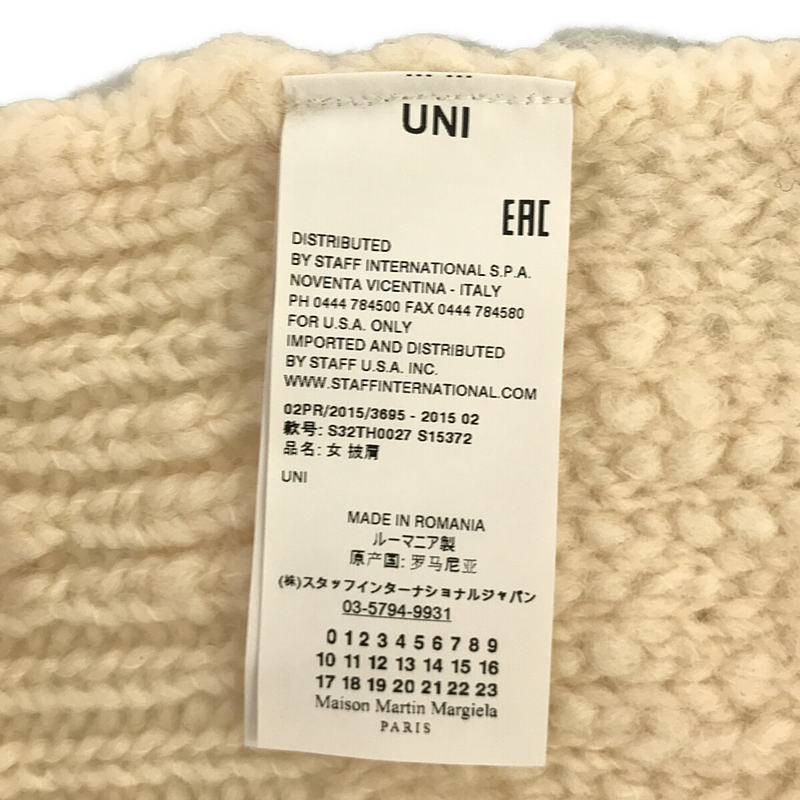 UNI
EAC
DISTRIBUTED
BY STAFF INTERNATIONAL S.P.A.
NOVENTA VICENTINA - ITALY
PH 0444 784500 FAX 0444 784580
FOR U.S.A. ONLY
IMPORTED AND DISTRIBUTED
BY STAFF U.S.A. INC.
WWW.STAFFINTERNATIONAL.COM
02PR/2015/3695 - 2015 02
款号: S32TH0027 S15372
品名: 女 披肩
UNI
MADE IN ROMANIA
ルーマニア製
原产国: 罗马尼亚
(株)スタッフインターナショナルジャパン
03-5794-9931
0 1 2 3 4 5 6 7 8 9
10 11 12 13 14 15 16
17 18 19 20 21 22 23
Maison Martin Margiela
PARIS